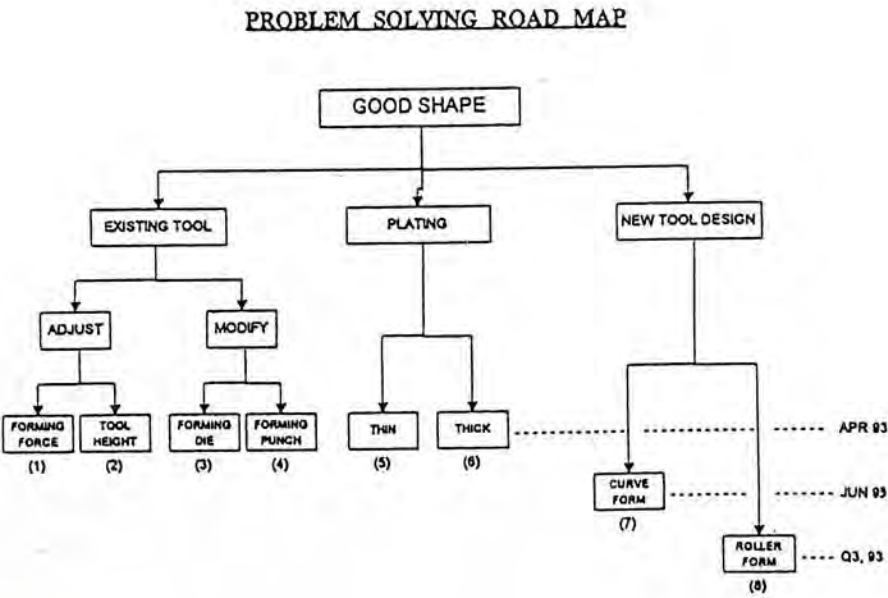 PROBLEM SOLVING ROAD MAP
GOOD SHAPE
EXISTING TOOL
PLATING
NEW TOOL DESIGN
ADJUST
MODIFY
FORMING
FORCE
(1)
TOOL
HEIGHT
(2)
FORMING
DIE
(3)
FORMING
PUNCH
(4)
THIN
(5)
THICK
(6)
APR 93
CURVE
FORM
(7)
JUN 93
ROLLER
FORM
(8)
Q3, 93